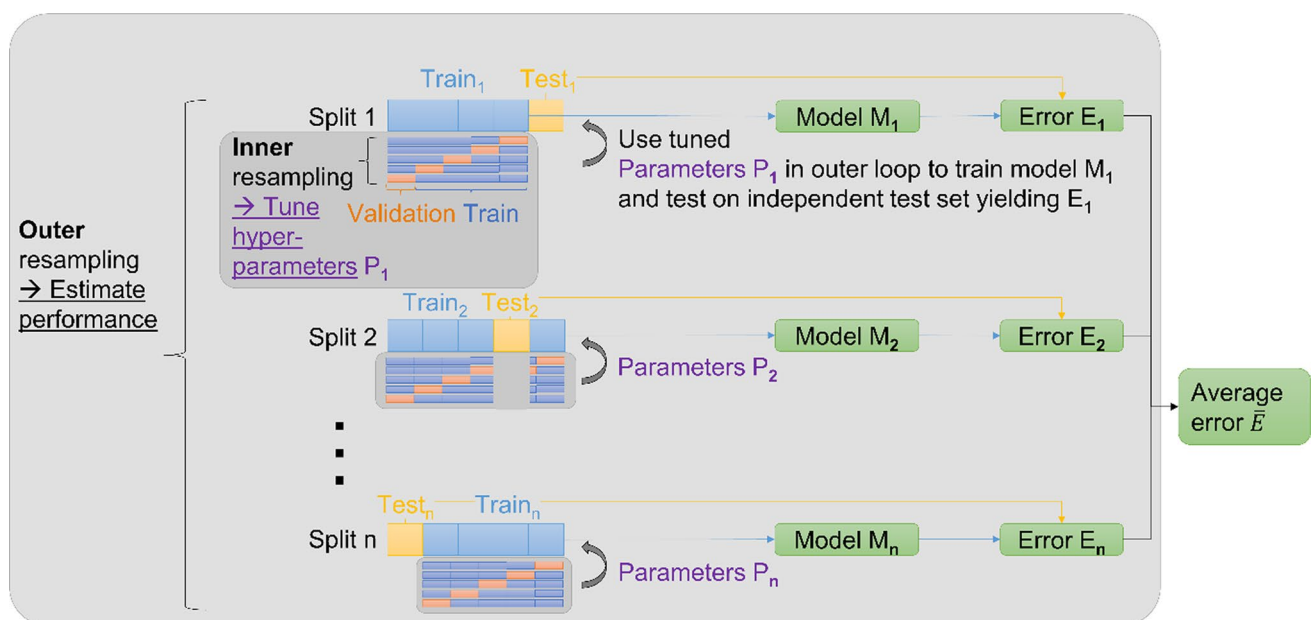 Train₁ Test₁
Split 1
Model M₁
Error E₁
Inner
resampling
→ Tune
hyper-
parameters P₁
Validation Train
Use tuned
Parameters P₁ in outer loop to train model M₁
and test on independent test set yielding E₁
Outer
resampling
→ Estimate
performance
Train₂ Test₂
Split 2
Model M₂
Error E₂
Parameters P₂
Average
error Ē
Testₙ Trainₙ
Split n
Model Mₙ
Error Eₙ
Parameters Pₙ